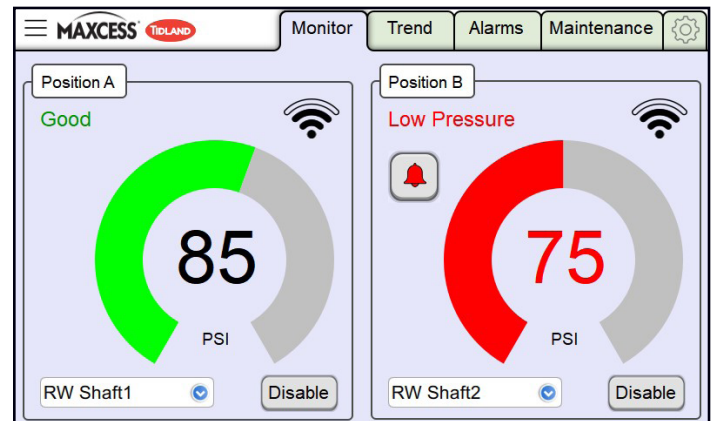 MAXCESS TIDLAND Monitor Trend Alarms Maintenance
Position A
Good
85
PSI
RW Shaft1 Disable
Position B
Low Pressure
75
PSI
RW Shaft2 Disable